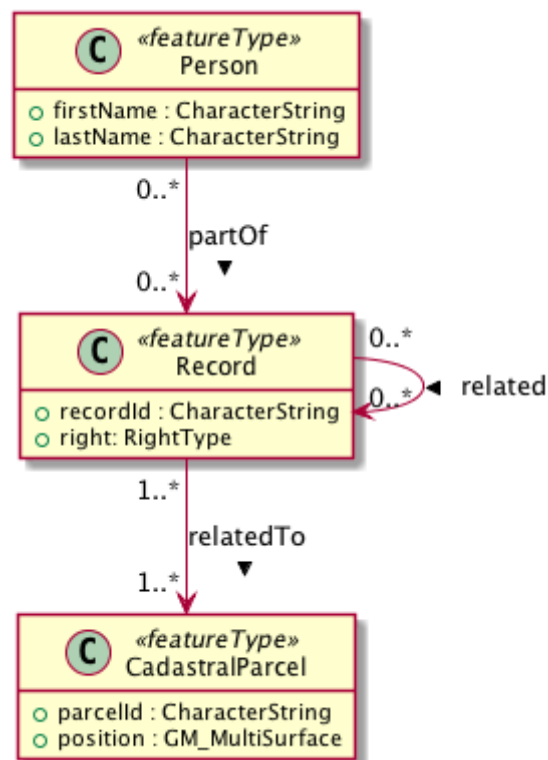 C «featureType»
Person
firstName : CharacterString
lastName : CharacterString
0..*
partOf
0..*
C «featureType»
Record
recordId : CharacterString
right: RightType
0..*
0..*
related
1..*
relatedTo
1..*
C «featureType»
CadastralParcel
parcelId : CharacterString
position : GM_MultiSurface